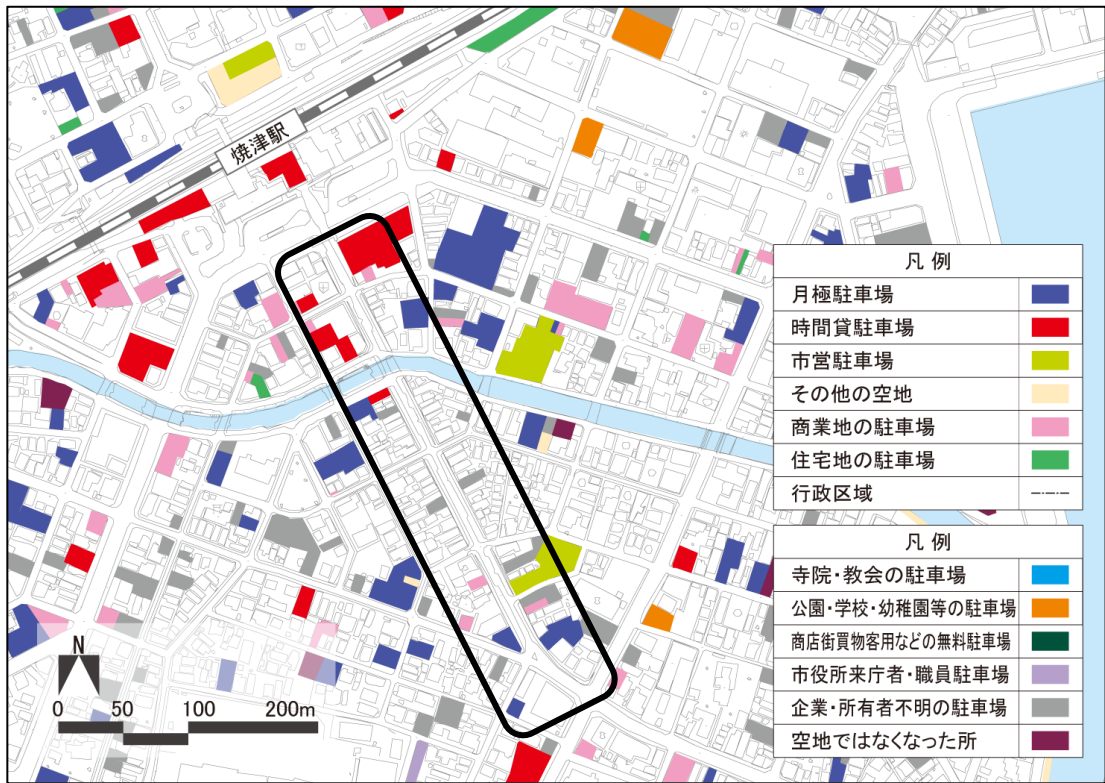 焼津駅
凡例
月極駐車場
時間貸駐車場
市営駐車場
その他の空地
商業地の駐車場
住宅地の駐車場
行政区域
凡例
寺院・教会の駐車場
公園・学校・幼稚園等の駐車場
商店街買物客用などの無料駐車場
市役所来庁者・職員駐車場
企業・所有者不明の駐車場
空地ではなくなった所
N
0 50 100 200m